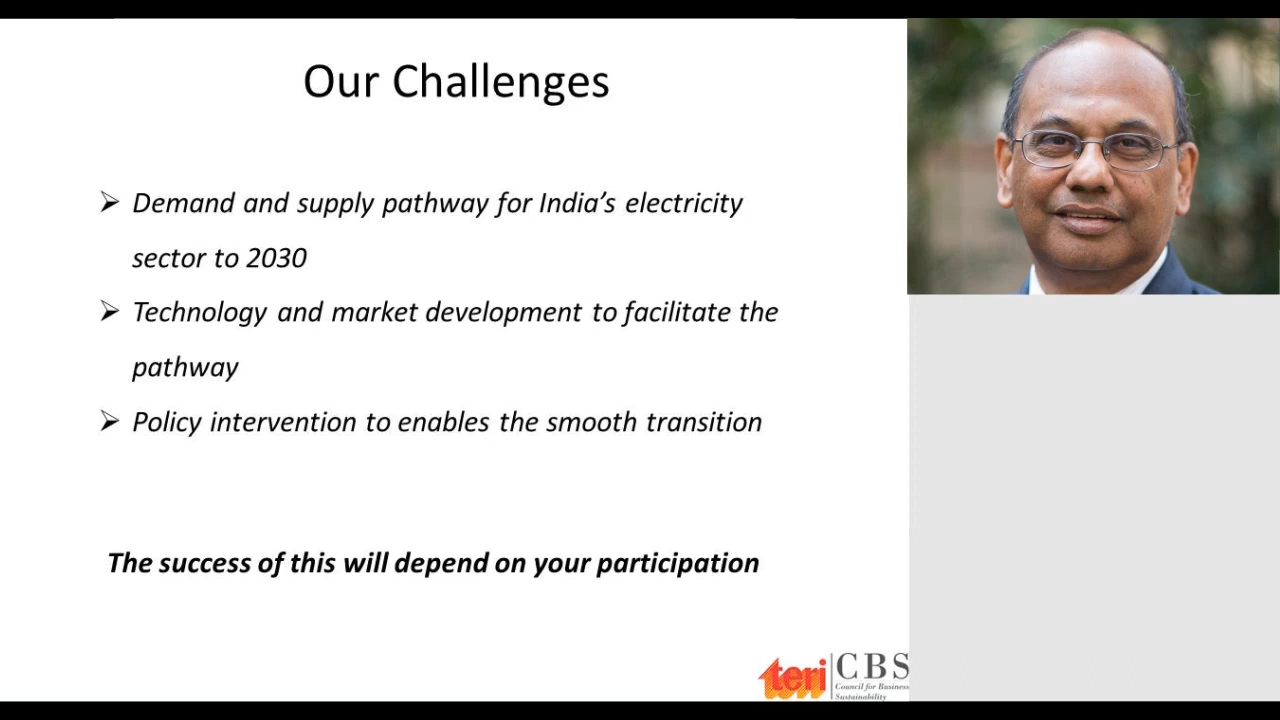 Our Challenges
➢ Demand and supply pathway for India's electricity
sector to 2030
➢ Technology and market development to facilitate the
pathway
➢ Policy intervention to enables the smooth transition
The success of this will depend on your participation
teri
CBS
Council for Business
Sustainability